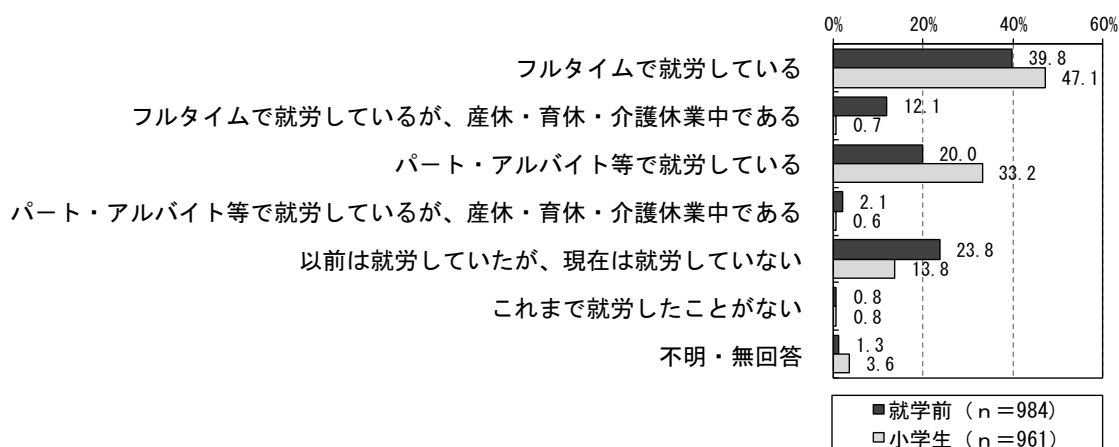 0% 20% 40% 60%
フルタイムで就労している 39.8
47.1
フルタイムで就労しているが、産休・育休・介護休業中である 12.1
0.7
パート・アルバイト等で就労している 20.0
33.2
パート・アルバイト等で就労しているが、産休・育休・介護休業中である 2.1
0.6
以前は就労していたが、現在は就労していない 23.8
13.8
これまで就労したことがない 0.8
0.8
不明・無回答 1.3
3.6
就学前（ｎ＝984）
小学生（ｎ＝961）